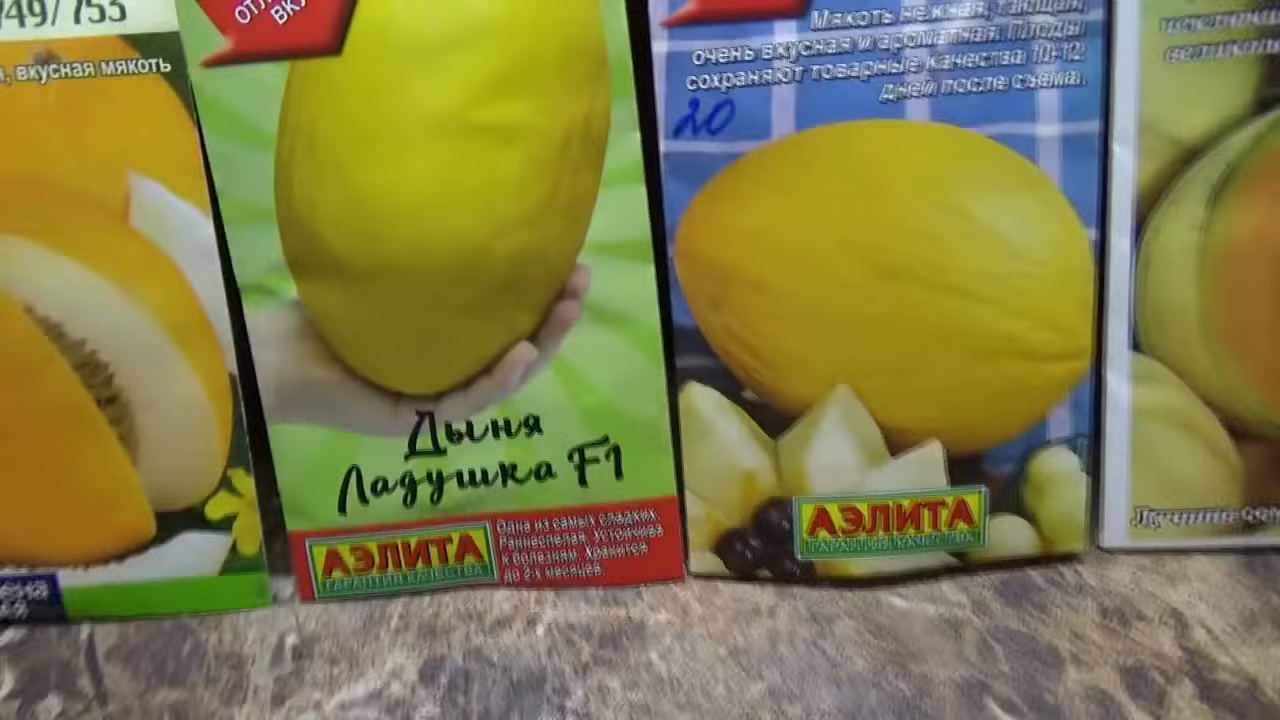 749/753
, вкусная мякоть
Дыня
Ладушка F1
АЭЛИТА
ГАРАНТИЯ КАЧЕСТВА
Одна из самых сладких.
Раннеспелая. Устойчива
к болезням. Хранится
до 2-х месяцев.
Мякоть нежная, тающая,
очень вкусная и ароматная. Плоды
сохраняют товарные качества 10-12
дней после съема.
20
АЭЛИТА
ГАРАНТИЯ КАЧЕСТВА